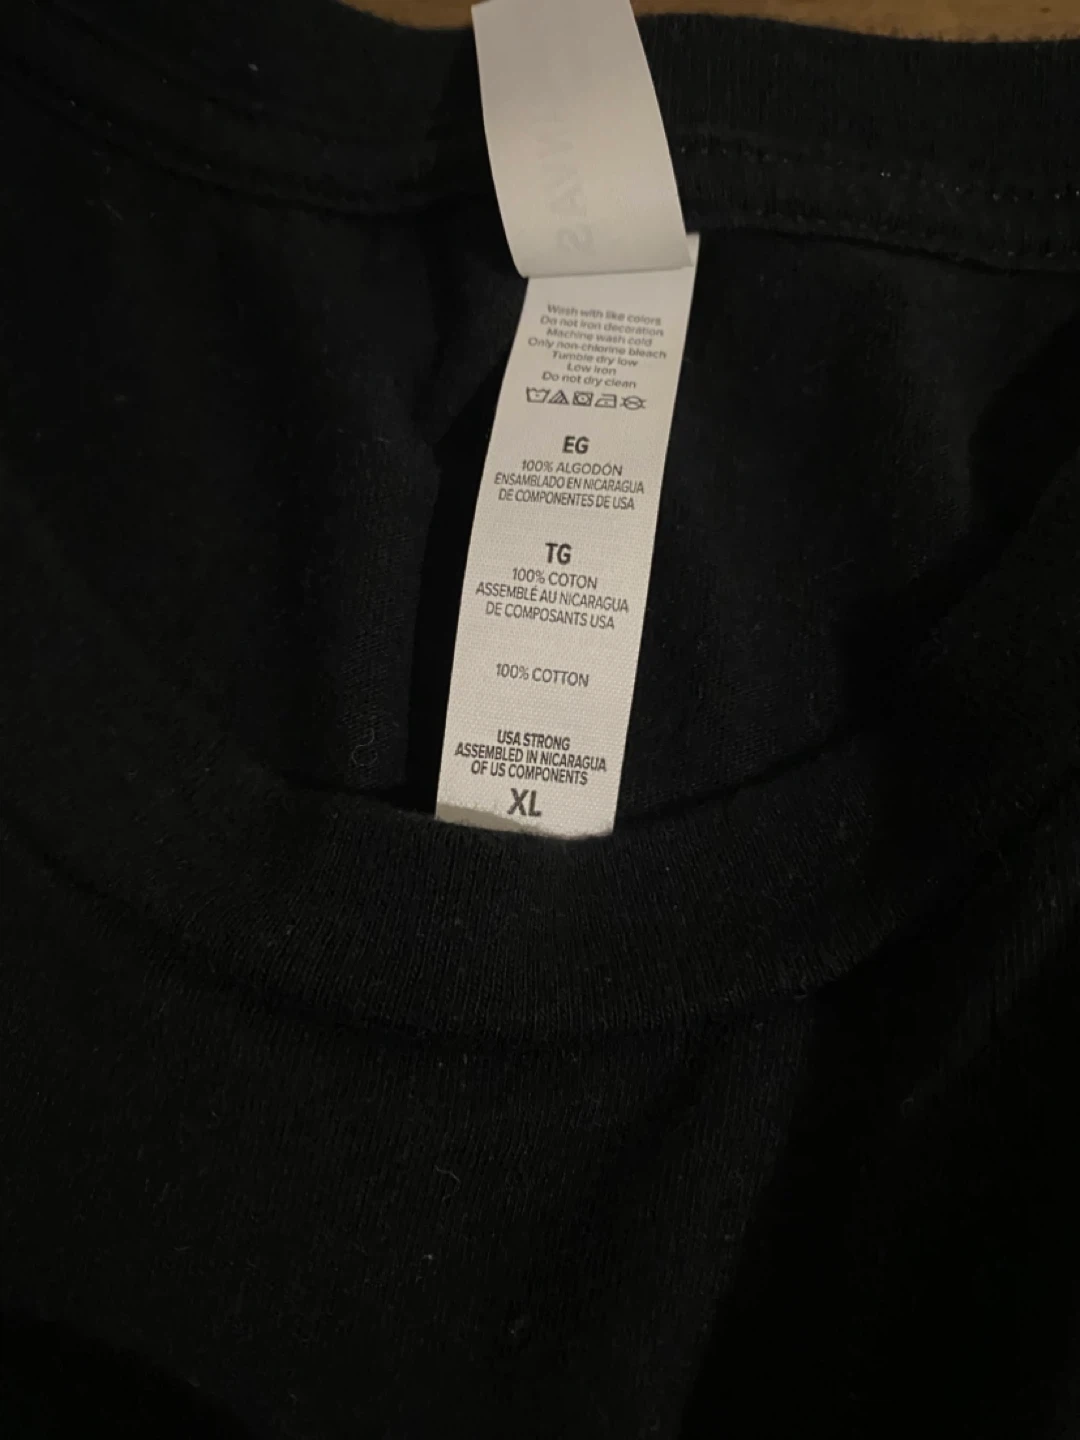 Wash with like colors
Do not iron decoration
Machine wash cold
Only non-chlorine bleach
Tumble dry low
Low iron
Do not dry clean
EG
100% ALGODÓN
ENSAMBLADO EN NICARAGUA
DE COMPONENTES DE USA
TG
100% COTON
ASSEMBLÉ AU NICARAGUA
DE COMPOSANTS USA
100% COTTON
USA STRONG
ASSEMBLED IN NICARAGUA
OF US COMPONENTS
XL